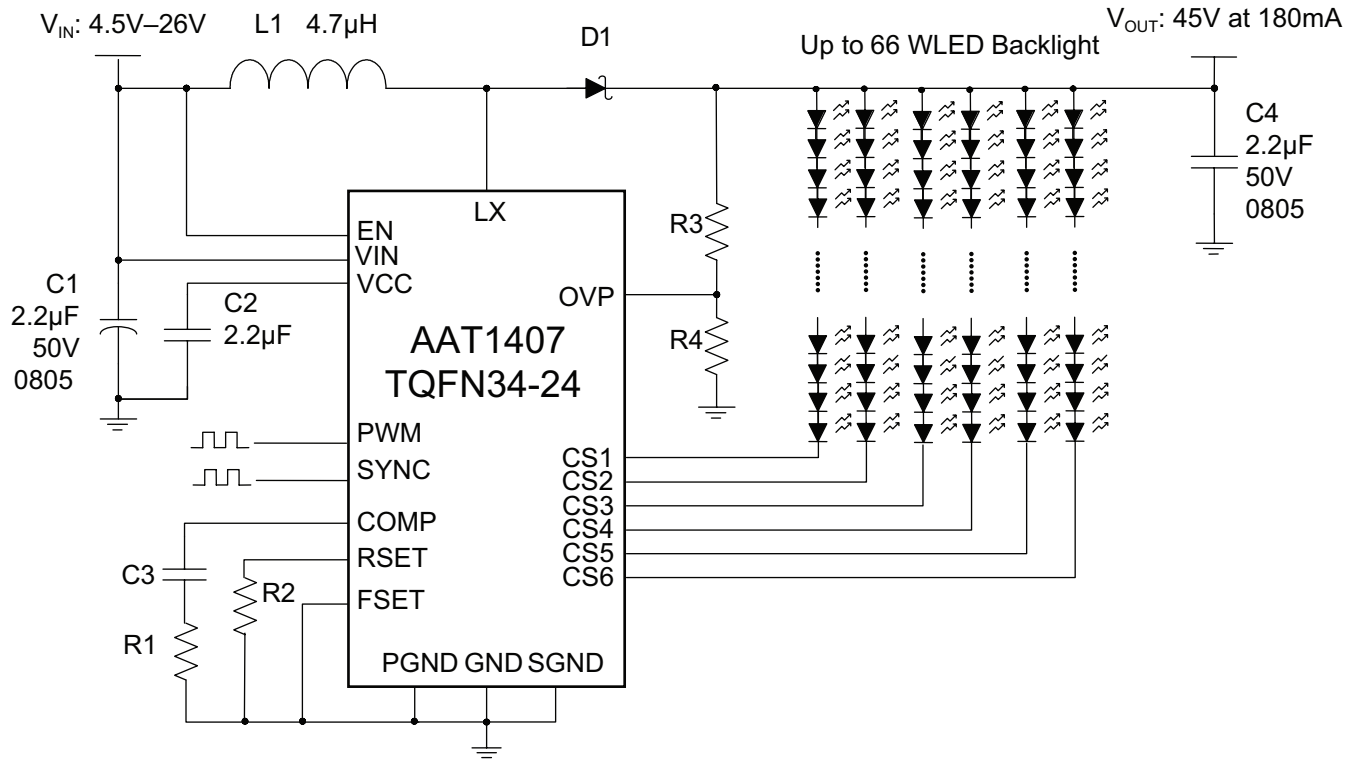 V_IN: 4.5V–26V
L1 4.7µH
D1
Up to 66 WLED Backlight
V_OUT: 45V at 180mA
C4
2.2µF
50V
0805
LX
EN
VIN
VCC
C1
2.2µF
50V
0805
C2
2.2µF
OVP
R3
R4
AAT1407
TQFN34-24
PWM
SYNC
COMP
RSET
FSET
CS1
CS2
CS3
CS4
CS5
CS6
C3
R2
R1
PGND GND SGND